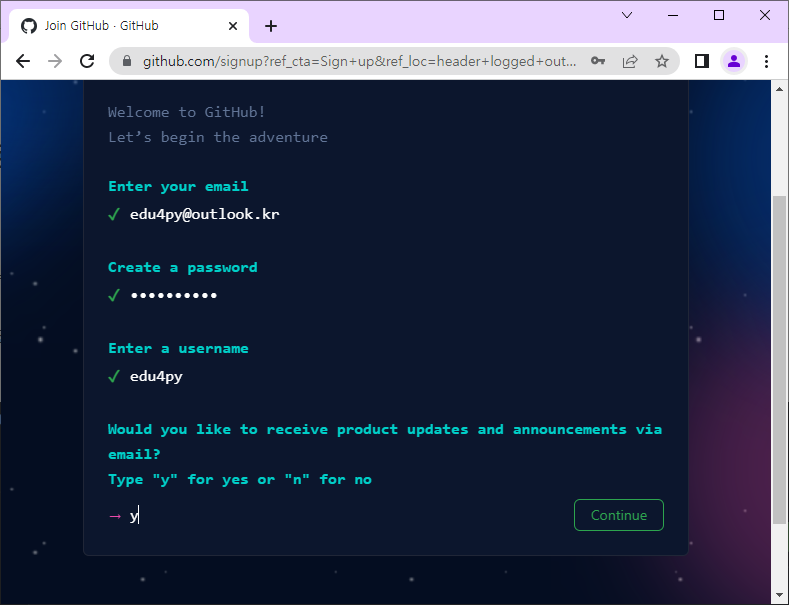 Join GitHub · GitHub
github.com/signup?ref_cta=Sign+up&ref_loc=header+logged+out...
Welcome to GitHub!
Let’s begin the adventure
Enter your email
✓ edu4py@outlook.kr
Create a password
✓ ••••••••••
Enter a username
✓ edu4py
Would you like to receive product updates and announcements via
email?
Type "y" for yes or "n" for no
→ y
Continue